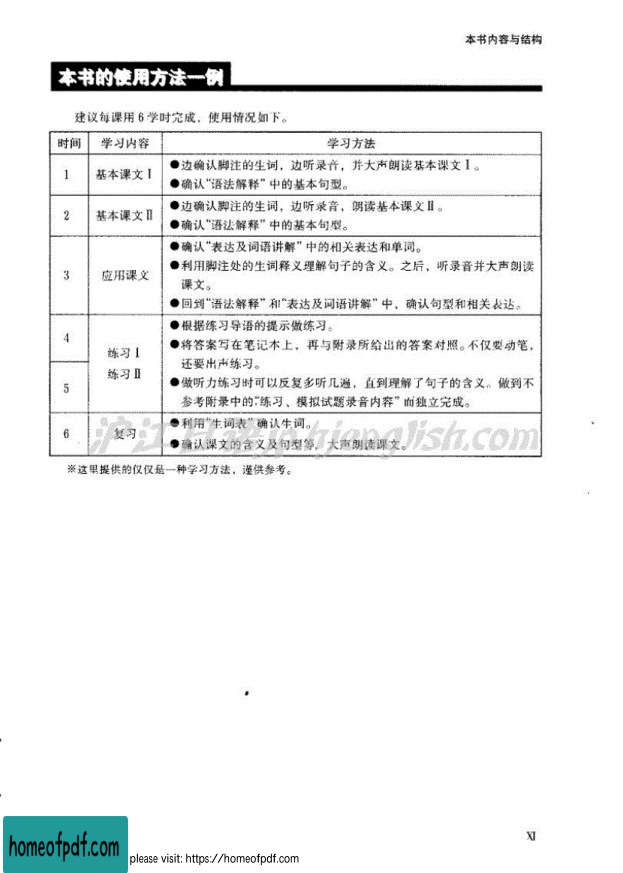 本书内容与结构
本书的使用方法一例
建议每课用 6 学时完成，使用情况如下。
时间 学习内容 学习方法
1 基本课文Ⅰ ●边确认脚注的生词，边听录音，并大声朗读基本课文Ⅰ。
●确认“语法解释”中的基本句型。
2 基本课文Ⅱ ●边确认脚注的生词，边听录音，朗读基本课文Ⅱ。
●确认“语法解释”中的基本句型。
3 应用课文 ●确认“表达及词语讲解”中的相关表达和单词。
●利用脚注处的生词释义理解句子的含义。之后，听录音并大声朗读
课文。
●回到“语法解释”和“表达及词语讲解”中，确认句型和相关表达。
4 练习Ⅰ ●根据练习导语的提示做练习。
●将答案写在笔记本上，再与附录所给出的答案对照。不仅要动笔，
还要出声练习。
5 练习Ⅱ ●做听力练习时可以反复多听几遍，直到理解了句子的含义。做到不
参考附录中的“练习、模拟试题录音内容”而独立完成。
6 复习 ●利用“生词表”确认生词。
●确认课文的含义及句型等，大声朗读课文。
※这里提供的仅仅是一种学习方法，谨供参考。
XI
homeofpdf.com
please visit: https://homeofpdf.com